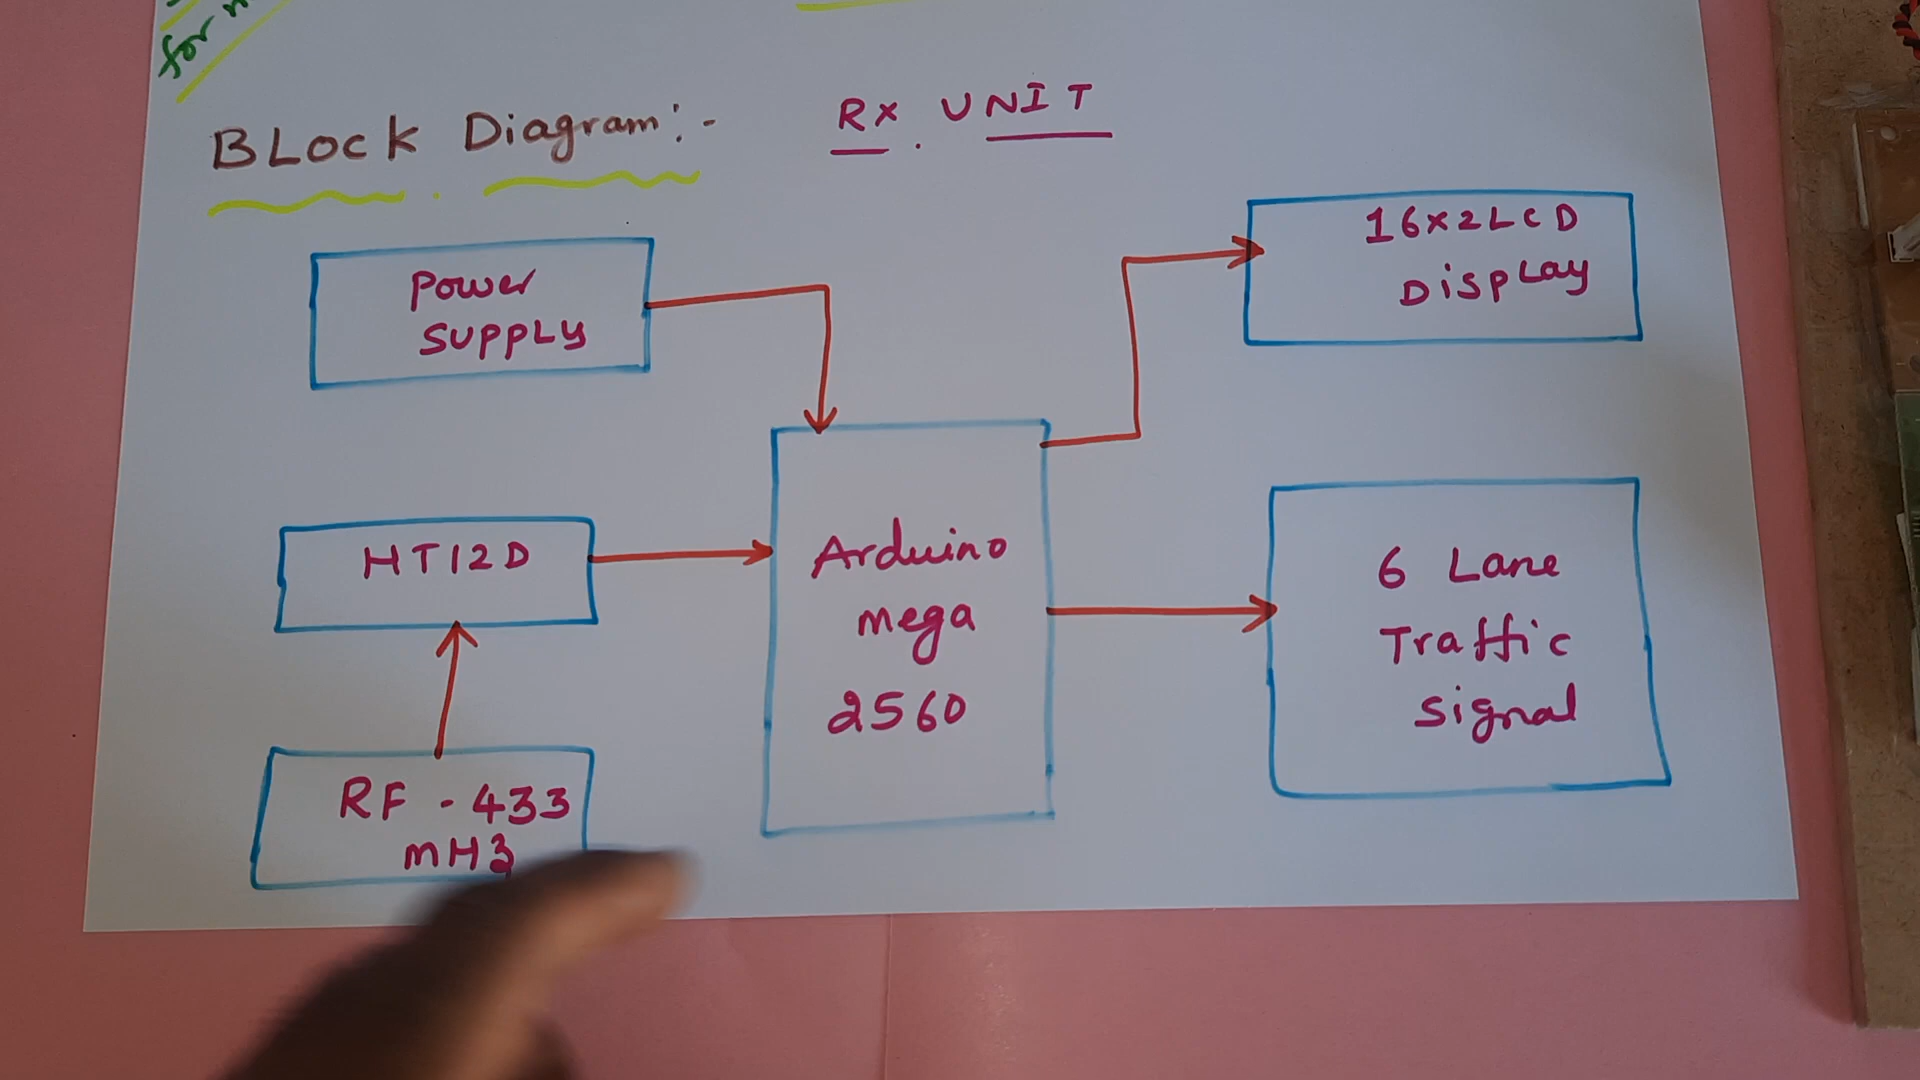 for
BLock Diagram:-
Rx UNIT
Power
SUPPLY
16x2LCD
Display
HT12D
Arduino
mega
2560
6 Lane
Traffic
signal
RF - 433
mHz